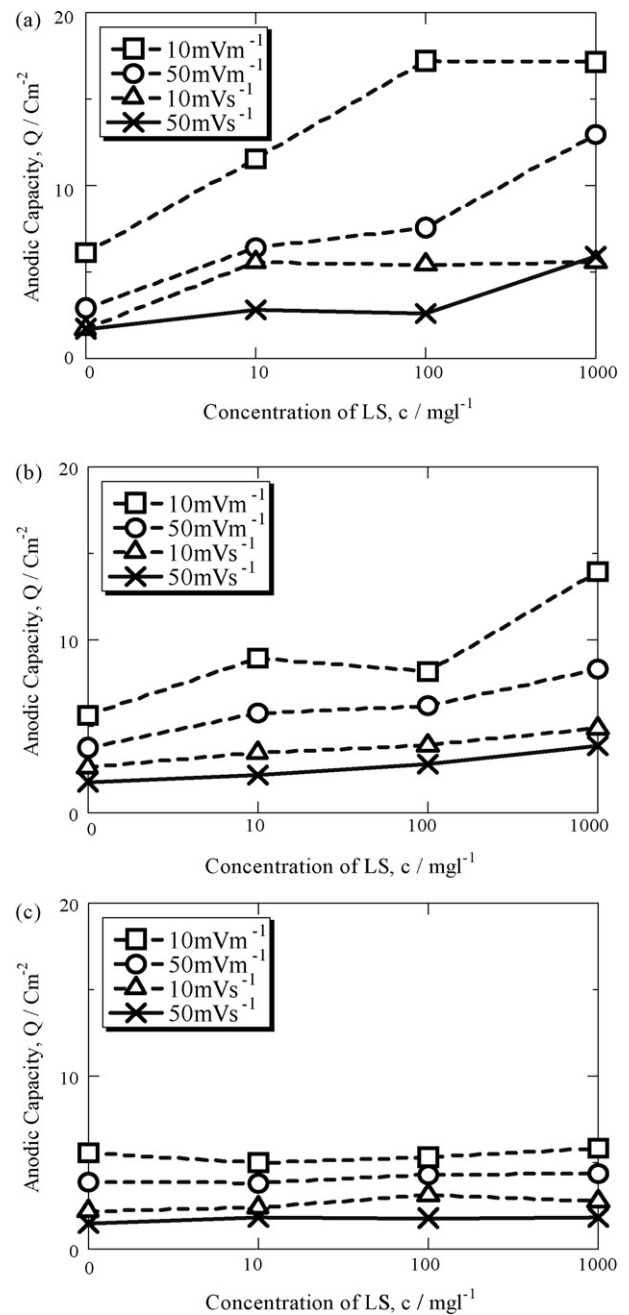 (a)
20
10
0
Anodic Capacity, Q / Cm⁻²
10mVm⁻¹
50mVm⁻¹
10mVs⁻¹
50mVs⁻¹
0 10 100 1000
Concentration of LS, c / mgl⁻¹
(b)
20
10
0
Anodic Capacity, Q / Cm⁻²
10mVm⁻¹
50mVm⁻¹
10mVs⁻¹
50mVs⁻¹
0 10 100 1000
Concentration of LS, c / mgl⁻¹
(c)
20
10
0
Anodic Capacity, Q / Cm⁻²
10mVm⁻¹
50mVm⁻¹
10mVs⁻¹
50mVs⁻¹
0 10 100 1000
Concentration of LS, c / mgl⁻¹